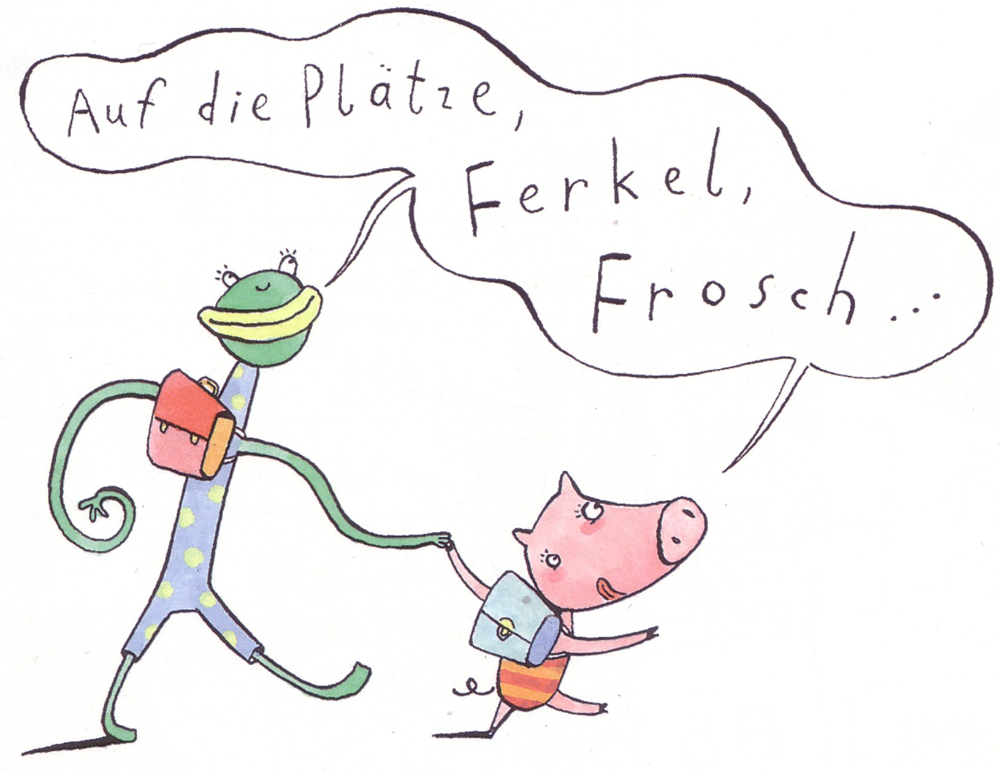 Auf die Plätze,
Ferkel,
Frosch...